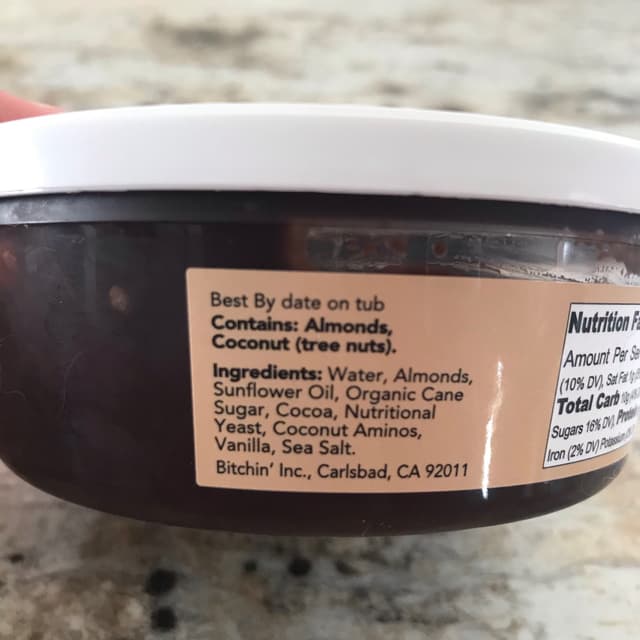 Best By date on tub
Contains: Almonds,
Coconut (tree nuts).
Ingredients: Water, Almonds,
Sunflower Oil, Organic Cane
Sugar, Cocoa, Nutritional
Yeast, Coconut Aminos,
Vanilla, Sea Salt.
Bitchin' Inc., Carlsbad, CA 92011
Nutrition
Amount Per
(10% DV), Sat Fat
Total Carb
Sugars 16% DV),
Iron (2% DV)